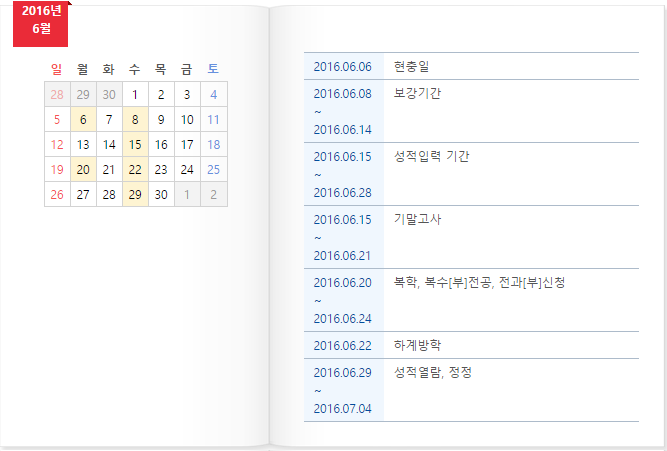 2016년
6월
일 월 화 수 목 금 토
28 29 30 1 2 3 4
5 6 7 8 9 10 11
12 13 14 15 16 17 18
19 20 21 22 23 24 25
26 27 28 29 30 1 2
2016.06.06 현충일
2016.06.08 보강기간
~
2016.06.14
2016.06.15 성적입력 기간
~
2016.06.28
2016.06.15 기말고사
~
2016.06.21
2016.06.20 복학, 복수[부]전공, 전과[부]신청
~
2016.06.24
2016.06.22 하계방학
2016.06.29 성적열람, 정정
~
2016.07.04